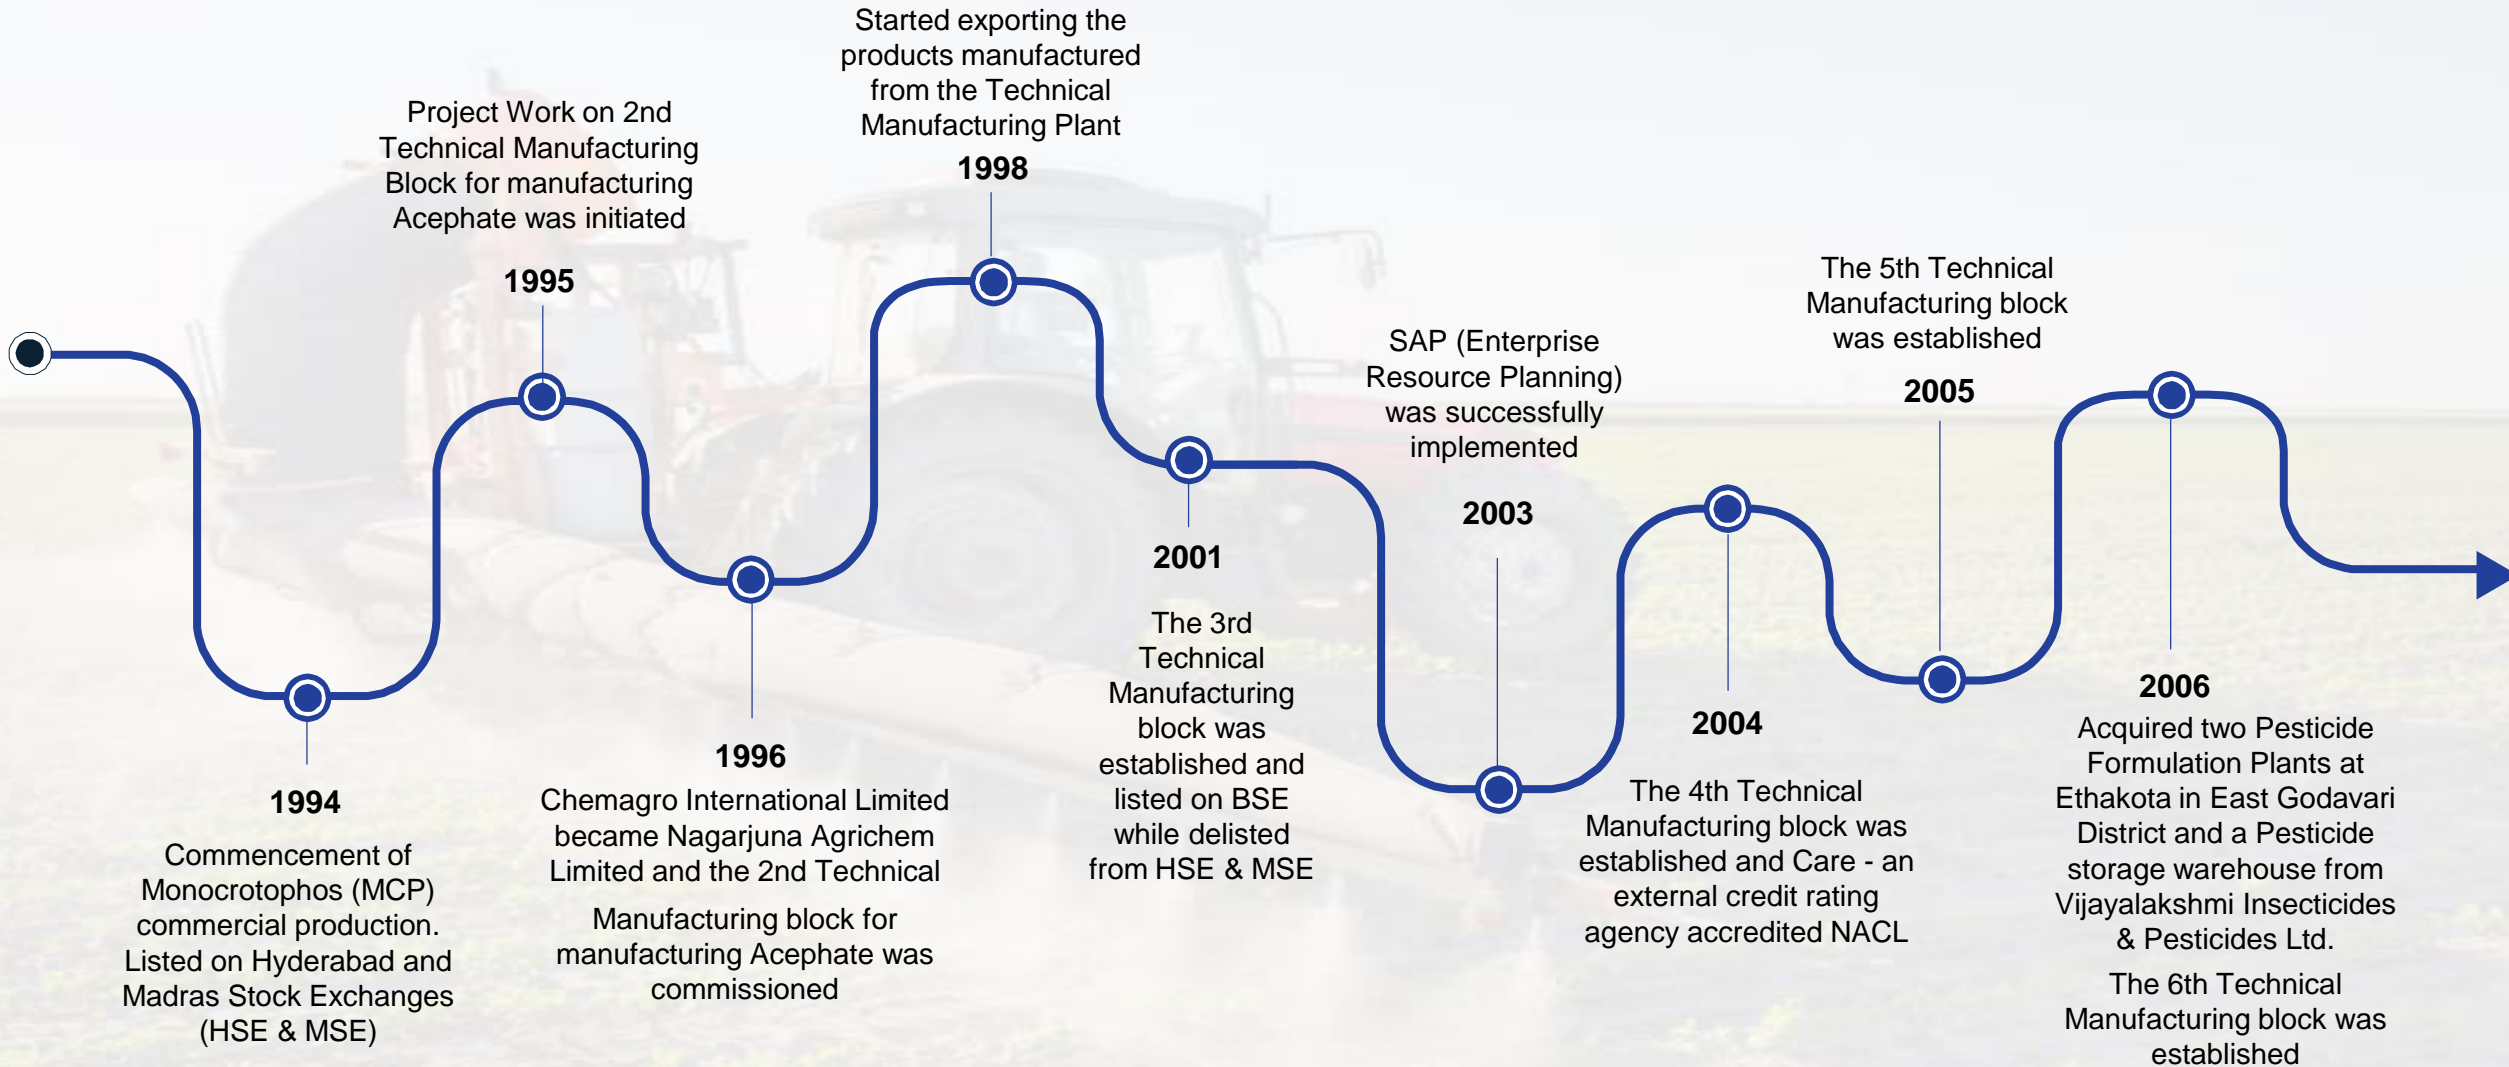 1994
Commencement of
Monocrotophos (MCP)
commercial production.
Listed on Hyderabad and
Madras Stock Exchanges
(HSE & MSE)
Project Work on 2nd
Technical Manufacturing
Block for manufacturing
Acephate was initiated
1995
1996
Chemagro International Limited
became Nagarjuna Agrichem
Limited and the 2nd Technical
Manufacturing block for
manufacturing Acephate was
commissioned
Started exporting the
products manufactured
from the Technical
Manufacturing Plant
1998
2001
The 3rd
Technical
Manufacturing
block was
established and
listed on BSE
while delisted
from HSE & MSE
SAP (Enterprise
Resource Planning)
was successfully
implemented
2003
2004
The 4th Technical
Manufacturing block was
established and Care - an
external credit rating
agency accredited NACL
The 5th Technical
Manufacturing block
was established
2005
2006
Acquired two Pesticide
Formulation Plants at
Ethakota in East Godavari
District and a Pesticide
storage warehouse from
Vijayalakshmi Insecticides
& Pesticides Ltd.
The 6th Technical
Manufacturing block was
established